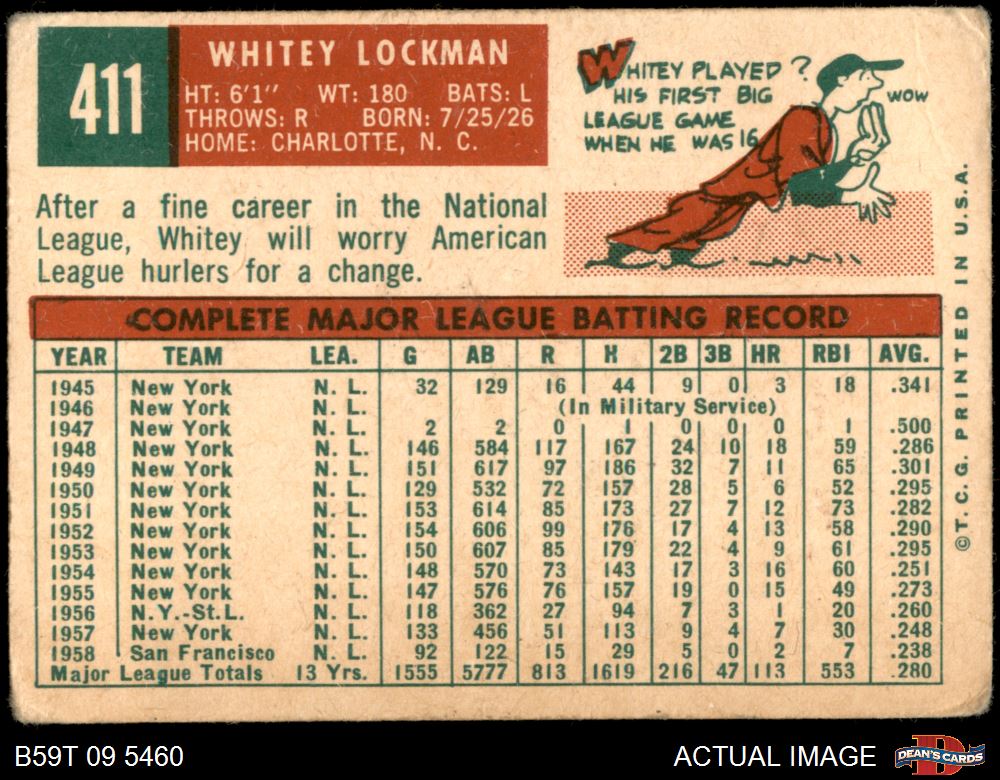 411
WHITEY LOCKMAN
HT: 6'1" WT: 180 BATS: L
THROWS: R BORN: 7/25/26
HOME: CHARLOTTE, N. C.
WHITEY PLAYED ?
HIS FIRST BIG
LEAGUE GAME
WHEN HE WAS 16
WOW
After a fine career in the National
League, Whitey will worry American
League hurlers for a change.
COMPLETE MAJOR LEAGUE BATTING RECORD
YEAR TEAM LEA. G AB R H 2B 3B HR RBI AVG.
1945 New York N. L. 32 129 16 44 9 0 3 18 .341
1946 New York N. L. (In Military Service)
1947 New York N. L. 2 2 0 1 0 0 0 1 .500
1948 New York N. L. 146 584 117 167 24 10 18 59 .286
1949 New York N. L. 151 617 97 186 32 7 11 65 .301
1950 New York N. L. 129 532 72 157 28 5 6 52 .295
1951 New York N. L. 153 614 85 173 27 7 12 73 .282
1952 New York N. L. 154 606 99 176 17 4 13 58 .290
1953 New York N. L. 150 607 85 179 22 4 9 61 .295
1954 New York N. L. 148 570 73 143 17 3 16 60 .251
1955 New York N. L. 147 576 76 157 19 0 15 49 .273
1956 N.Y.-St.L. N. L. 118 362 27 94 7 3 1 20 .260
1957 New York N. L. 133 456 51 113 9 4 7 30 .248
1958 San Francisco N. L. 92 122 15 29 5 0 2 7 .238
Major League Totals 13 Yrs. 1555 5777 813 1619 216 47 113 553 .280
©T. C. G. PRINTED IN U. S. A.
B59T 09 5460
ACTUAL IMAGE
DEAN'S CARDS